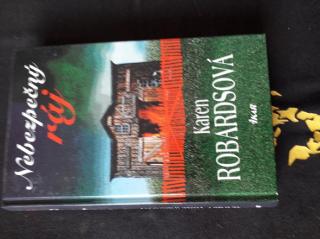 Nebezpečný
ráj
Karen
ROBARDSOVÁ
ikar